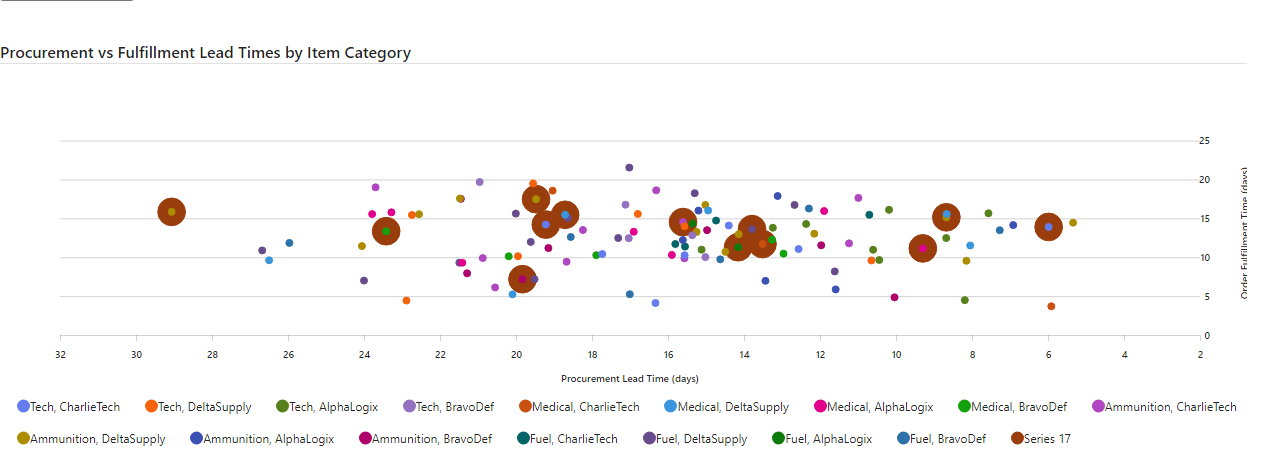 Procurement vs Fulfillment Lead Times by Item Category
25
20
15
10
5
0
Order Fulfillment Time (days)
32 30 28 26 24 22 20 18 16 14 12 10 8 6 4 2
Procurement Lead Time (days)
Tech, CharlieTech Tech, DeltaSupply Tech, AlphaLogix Tech, BravoDef Medical, CharlieTech Medical, DeltaSupply Medical, AlphaLogix Medical, BravoDef Ammunition, CharlieTech
Ammunition, DeltaSupply Ammunition, AlphaLogix Ammunition, BravoDef Fuel, CharlieTech Fuel, DeltaSupply Fuel, AlphaLogix Fuel, BravoDef Series 17